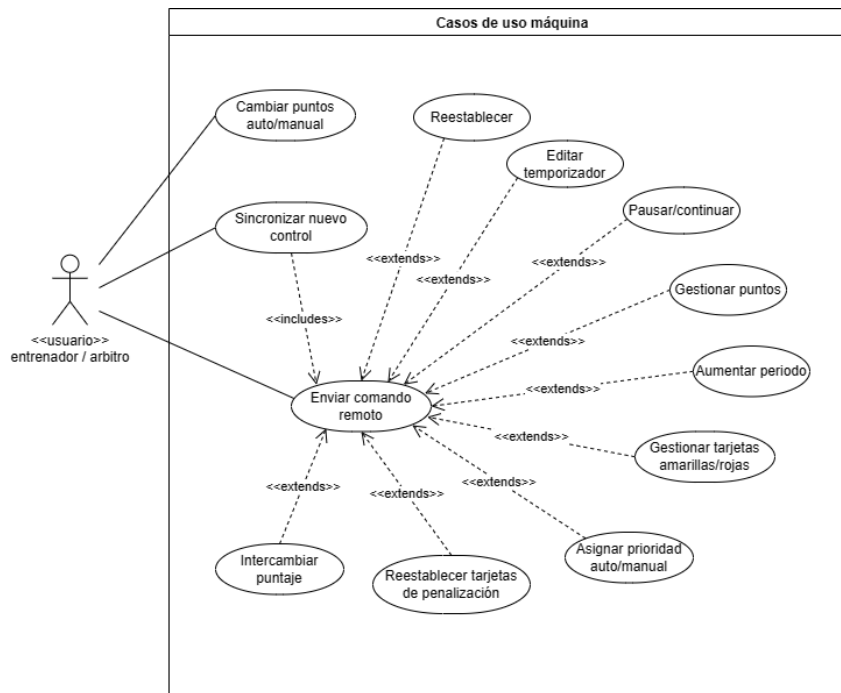 Casos de uso máquina
Cambiar puntos
auto/manual
Reestablecer
Editar
temporizador
Pausar/continuar
Sincronizar nuevo
control
<<extends>>
<<extends>>
<<extends>>
Gestionar puntos
<<includes>>
<<extends>>
<<usuario>>
entrenador / arbitro
Aumentar periodo
<<extends>>
Enviar comando
remoto
<<extends>>
Gestionar tarjetas
amarillas/rojas
<<extends>>
<<extends>>
<<extends>>
Intercambiar
puntaje
Reestablecer tarjetas
de penalización
Asignar prioridad
auto/manual